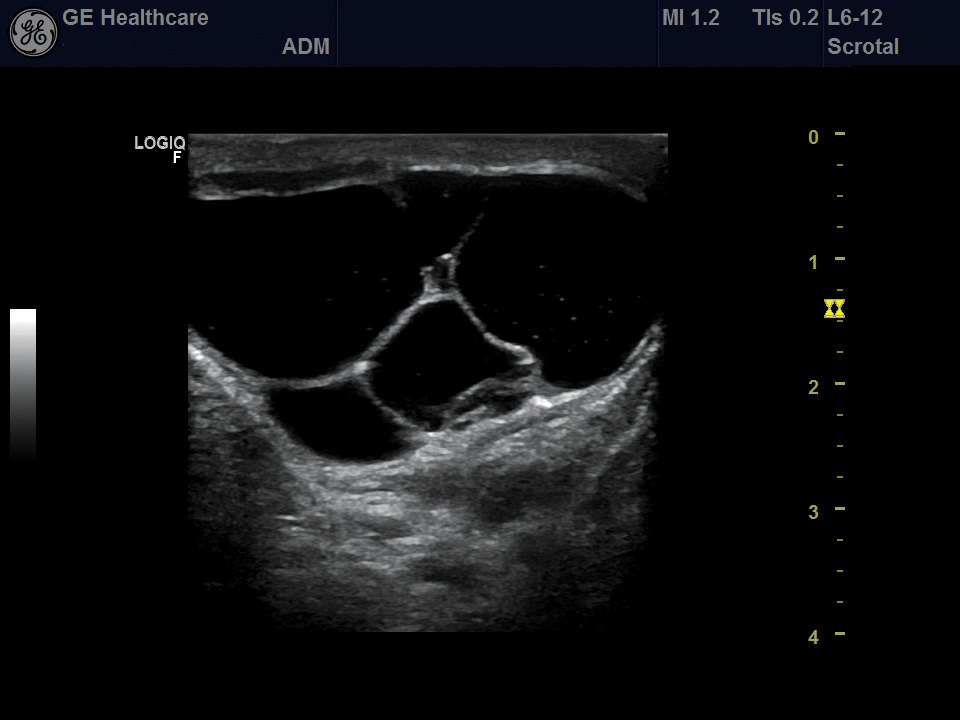 GE Healthcare
ADM
MI 1.2
TIs 0.2
L6-12
Scrotal
LOGIQ
F
0
1
2
3
4